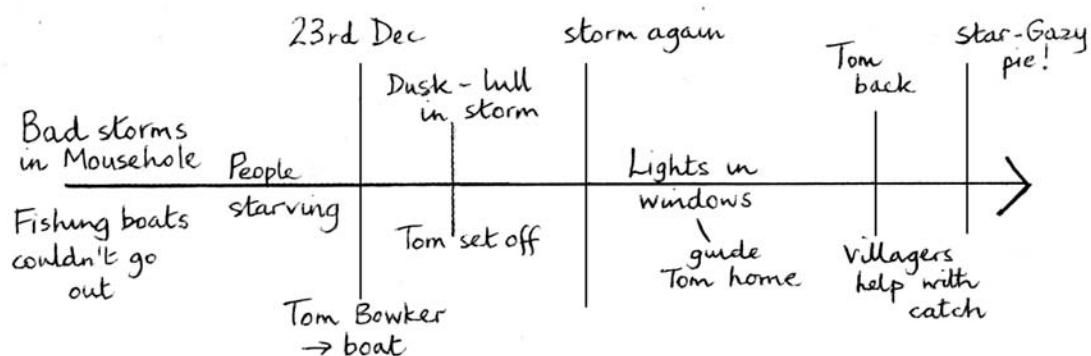 23rd Dec
storm again
star-Gazy
pie!
Tom
back
Dusk - lull
in storm
Bad storms
in Mousehole
People
starving
Lights in
windows
guide
Tom home
Fishing boats
couldn't go
out
Tom set off
Villagers
help with
catch
Tom Bowker
→ boat